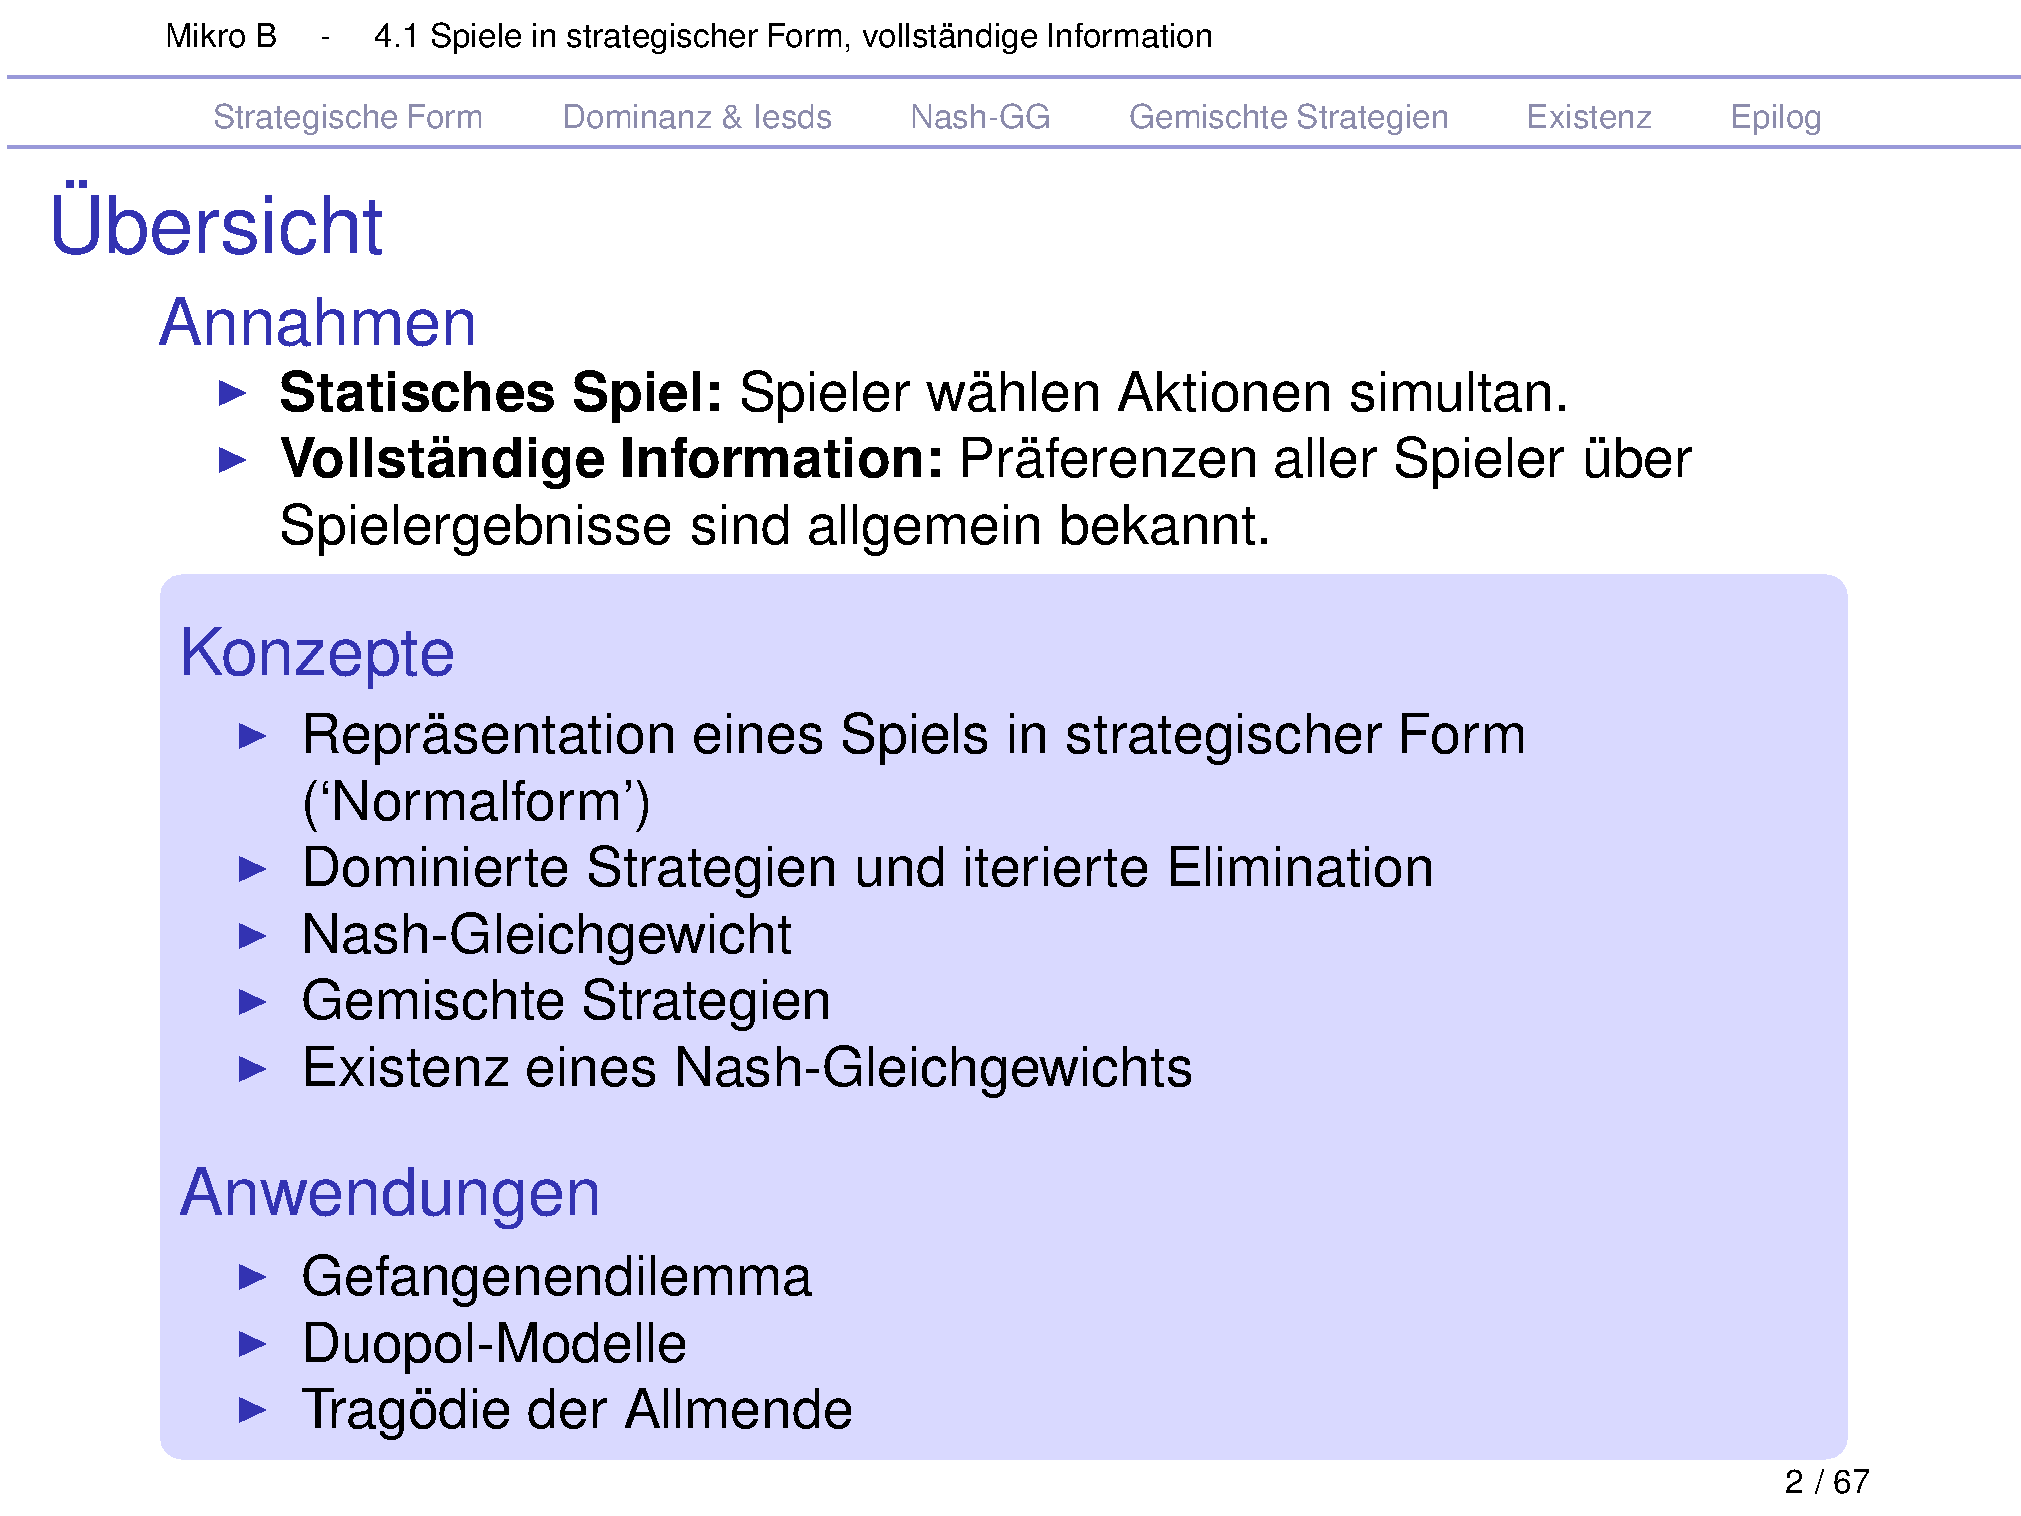 Mikro B - 4.1 Spiele in strategischer Form, vollständige Information
Strategische Form Dominanz & Iesds Nash-GG Gemischte Strategien Existenz Epilog
Übersicht
Annahmen
▶ Statisches Spiel: Spieler wählen Aktionen simultan.
▶ Vollständige Information: Präferenzen aller Spieler über
Spielergebnisse sind allgemein bekannt.
Konzepte
▶ Repräsentation eines Spiels in strategischer Form
(‘Normalform’)
▶ Dominierte Strategien und iterierte Elimination
▶ Nash-Gleichgewicht
▶ Gemischte Strategien
▶ Existenz eines Nash-Gleichgewichts
Anwendungen
▶ Gefangenendilemma
▶ Duopol-Modelle
▶ Tragödie der Allmende
2 / 67